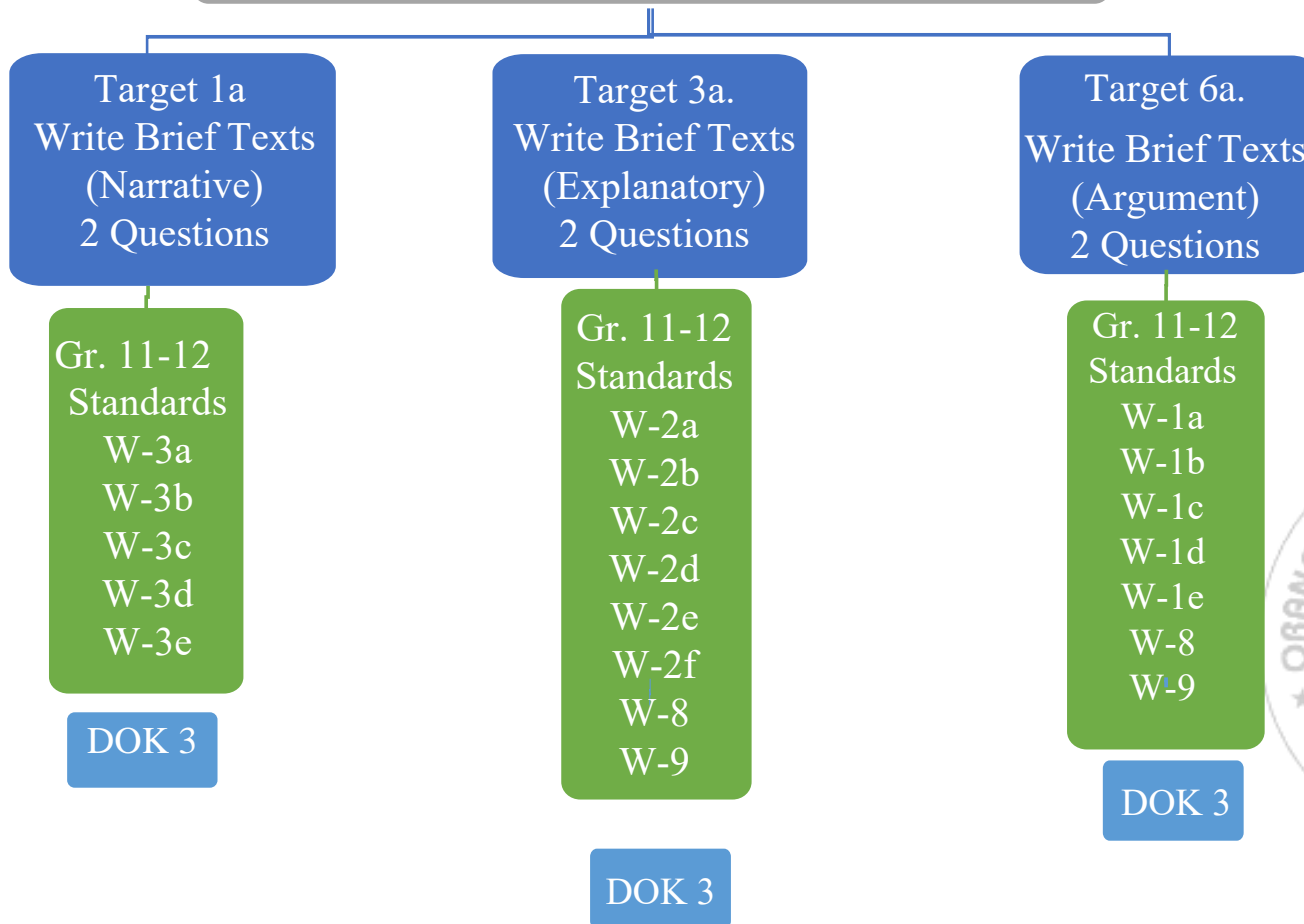 Target 1a
Write Brief Texts
(Narrative)
2 Questions
Gr. 11-12
Standards
W-3a
W-3b
W-3c
W-3d
W-3e
DOK 3
Target 3a.
Write Brief Texts
(Explanatory)
2 Questions
Gr. 11-12
Standards
W-2a
W-2b
W-2c
W-2d
W-2e
W-2f
W-8
W-9
DOK 3
Target 6a.
Write Brief Texts
(Argument)
2 Questions
Gr. 11-12
Standards
W-1a
W-1b
W-1c
W-1d
W-1e
W-8
W-9
DOK 3